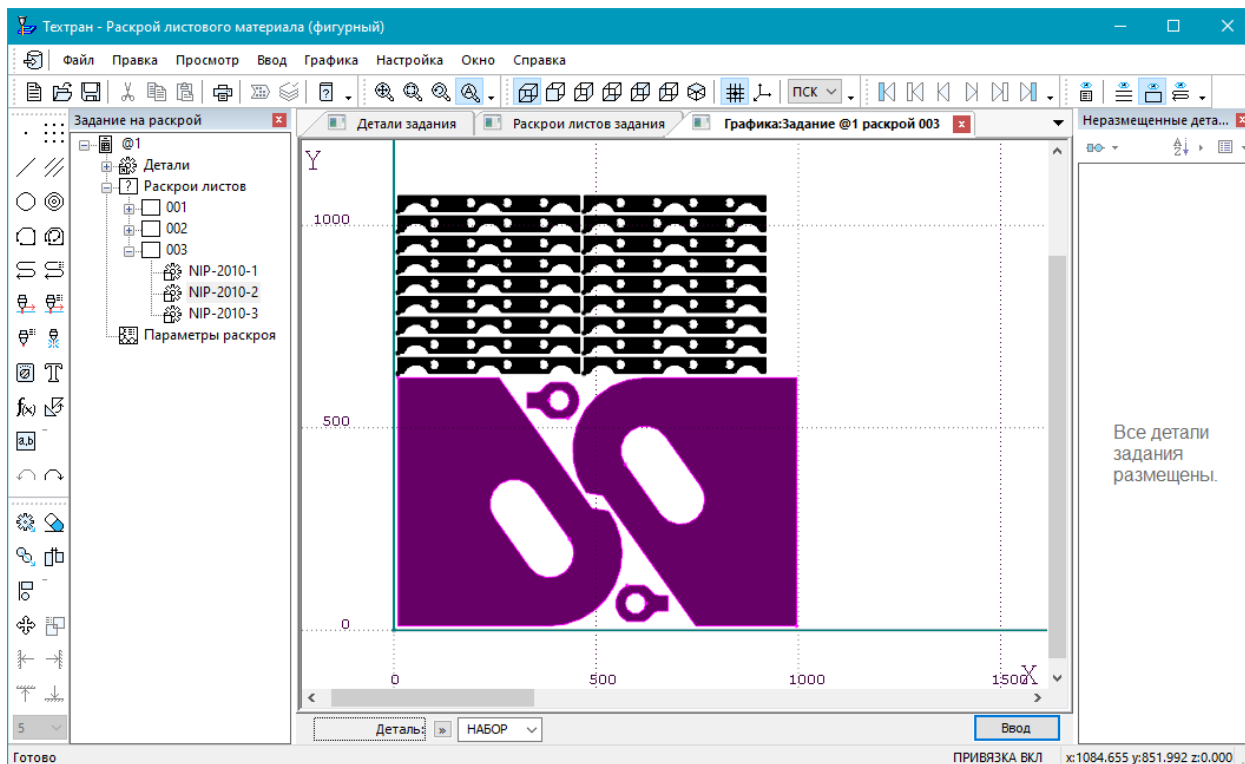 Техтран - Раскрой листового материала (фигурный)
Файл Правка Просмотр Ввод Графика Настройка Окно Справка
ПСК
Задание на раскрой
Детали задания
Раскрои листов задания
Графика:Задание @1 раскрой 003
Неразмещенные дета...
@1
Детали
Раскрои листов
001
002
003
NIP-2010-1
NIP-2010-2
NIP-2010-3
Параметры раскроя
f(x)
a,b
5
Y
1000
500
0
0 500 1000 1500
X
Все детали
задания
размещены.
Деталь: » НАБОР Ввод
Готово ПРИВЯЗКА ВКЛ x:1084.655 y:851.992 z:0.000